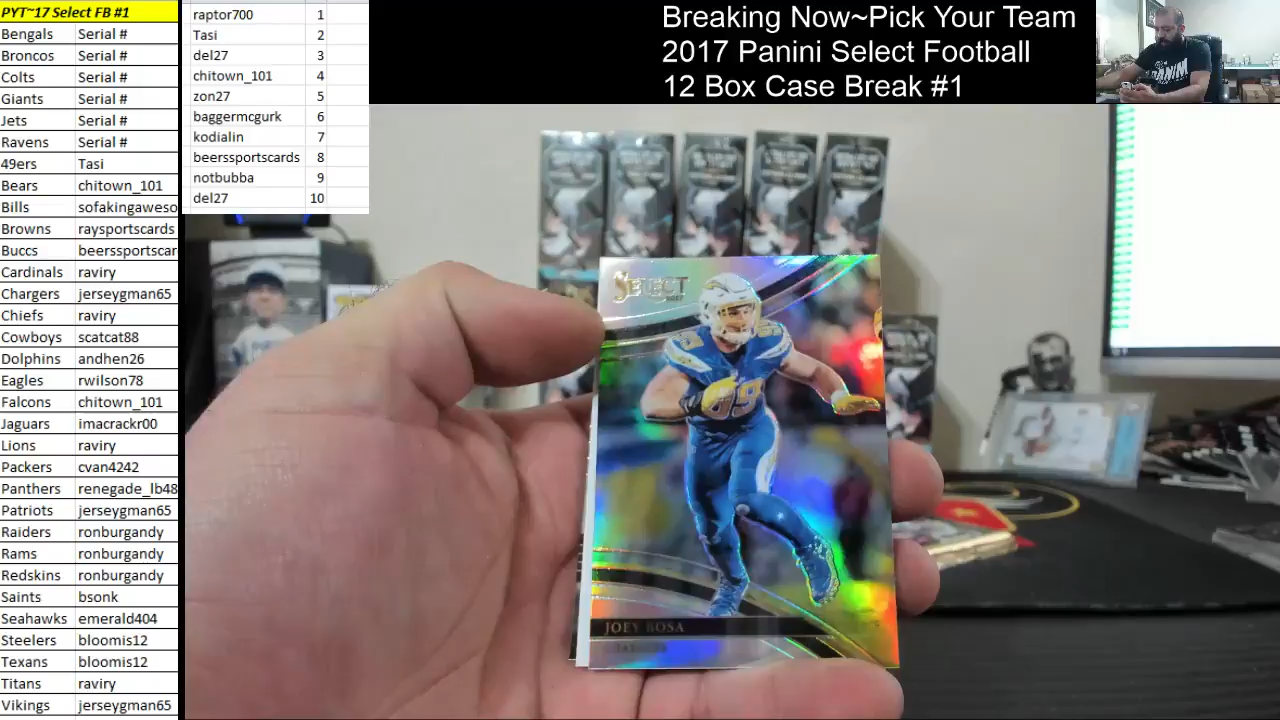 PYT~17 Select FB #1
Bengals Serial #
Broncos Serial #
Colts Serial #
Giants Serial #
Jets Serial #
Ravens Serial #
49ers Tasi
Bears chitown_101
Bills sofakingaweso
Browns raysportscards
Buccs beerssportscar
Cardinals raviry
Chargers jerseygman65
Chiefs raviry
Cowboys scatcat88
Dolphins andhen26
Eagles rwilson78
Falcons chitown_101
Jaguars imacrackr00
Lions raviry
Packers cvan4242
Panthers renegade_lb48
Patriots jerseygman65
Raiders ronburgandy
Rams ronburgandy
Redskins ronburgandy
Saints bsonk
Seahawks emerald404
Steelers bloomis12
Texans bloomis12
Titans raviry
Vikings jerseygman65
raptor700 1
Tasi 2
del27 3
chitown_101 4
zon27 5
baggermcgurk 6
kodialin 7
beerssportscards 8
notbubba 9
del27 10
Breaking Now~Pick Your Team
2017 Panini Select Football
12 Box Case Break #1
SELECT
99
JOEY BOSA